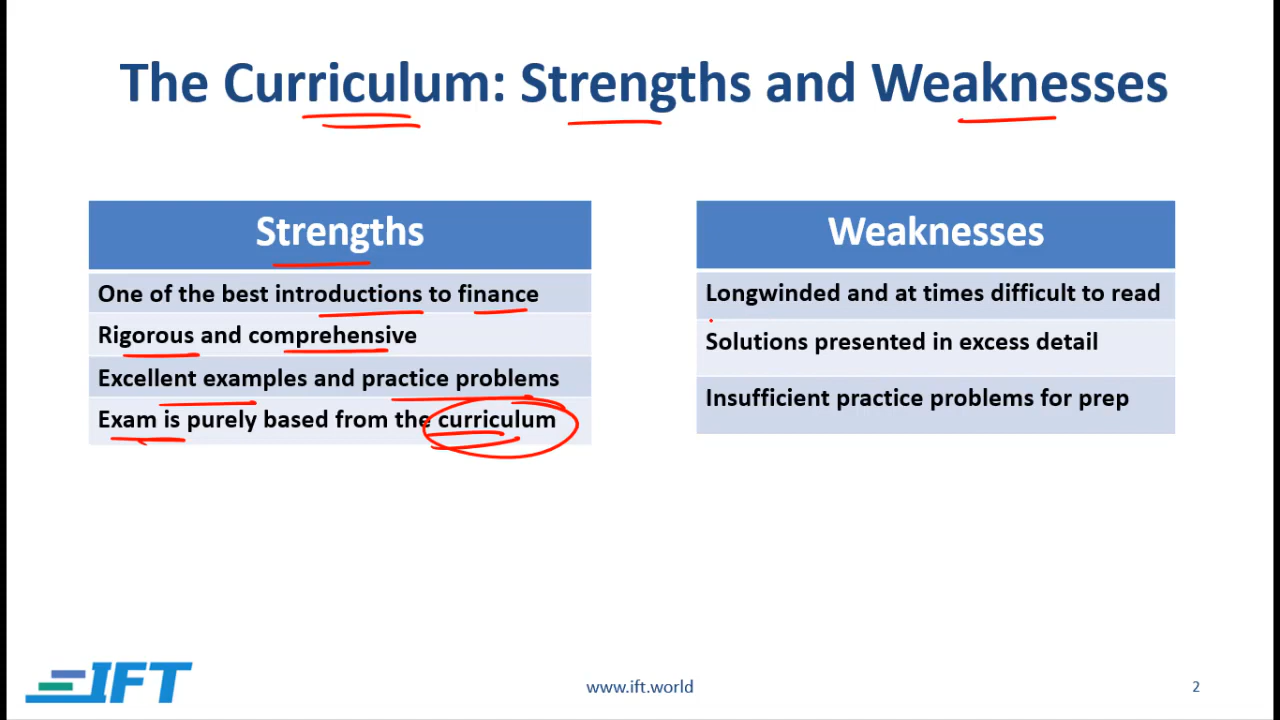 The Curriculum: Strengths and Weaknesses
Strengths
One of the best introductions to finance
Rigorous and comprehensive
Excellent examples and practice problems
Exam is purely based from the curriculum
Weaknesses
Longwinded and at times difficult to read
Solutions presented in excess detail
Insufficient practice problems for prep
IFT
www.ift.world
2